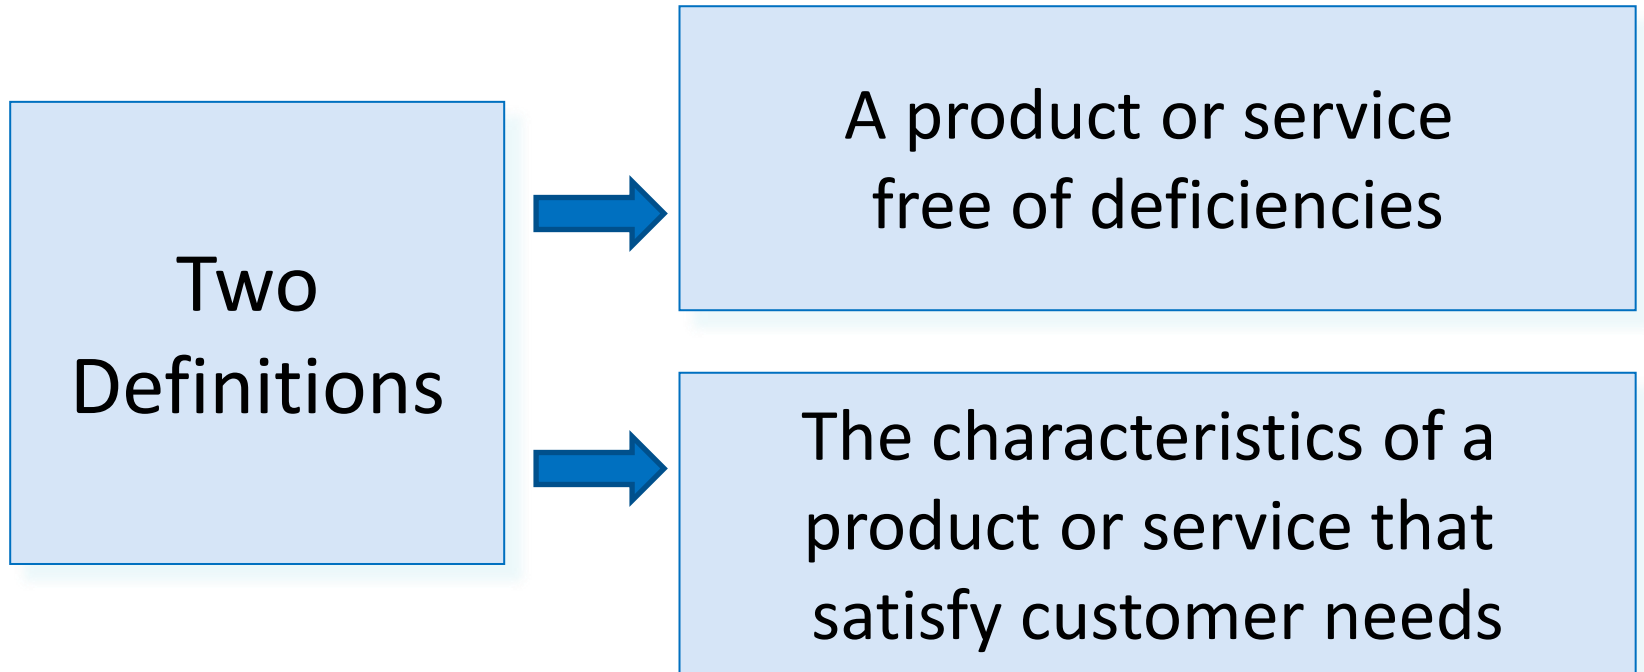 Two
Definitions
A product or service
free of deficiencies
The characteristics of a
product or service that
satisfy customer needs